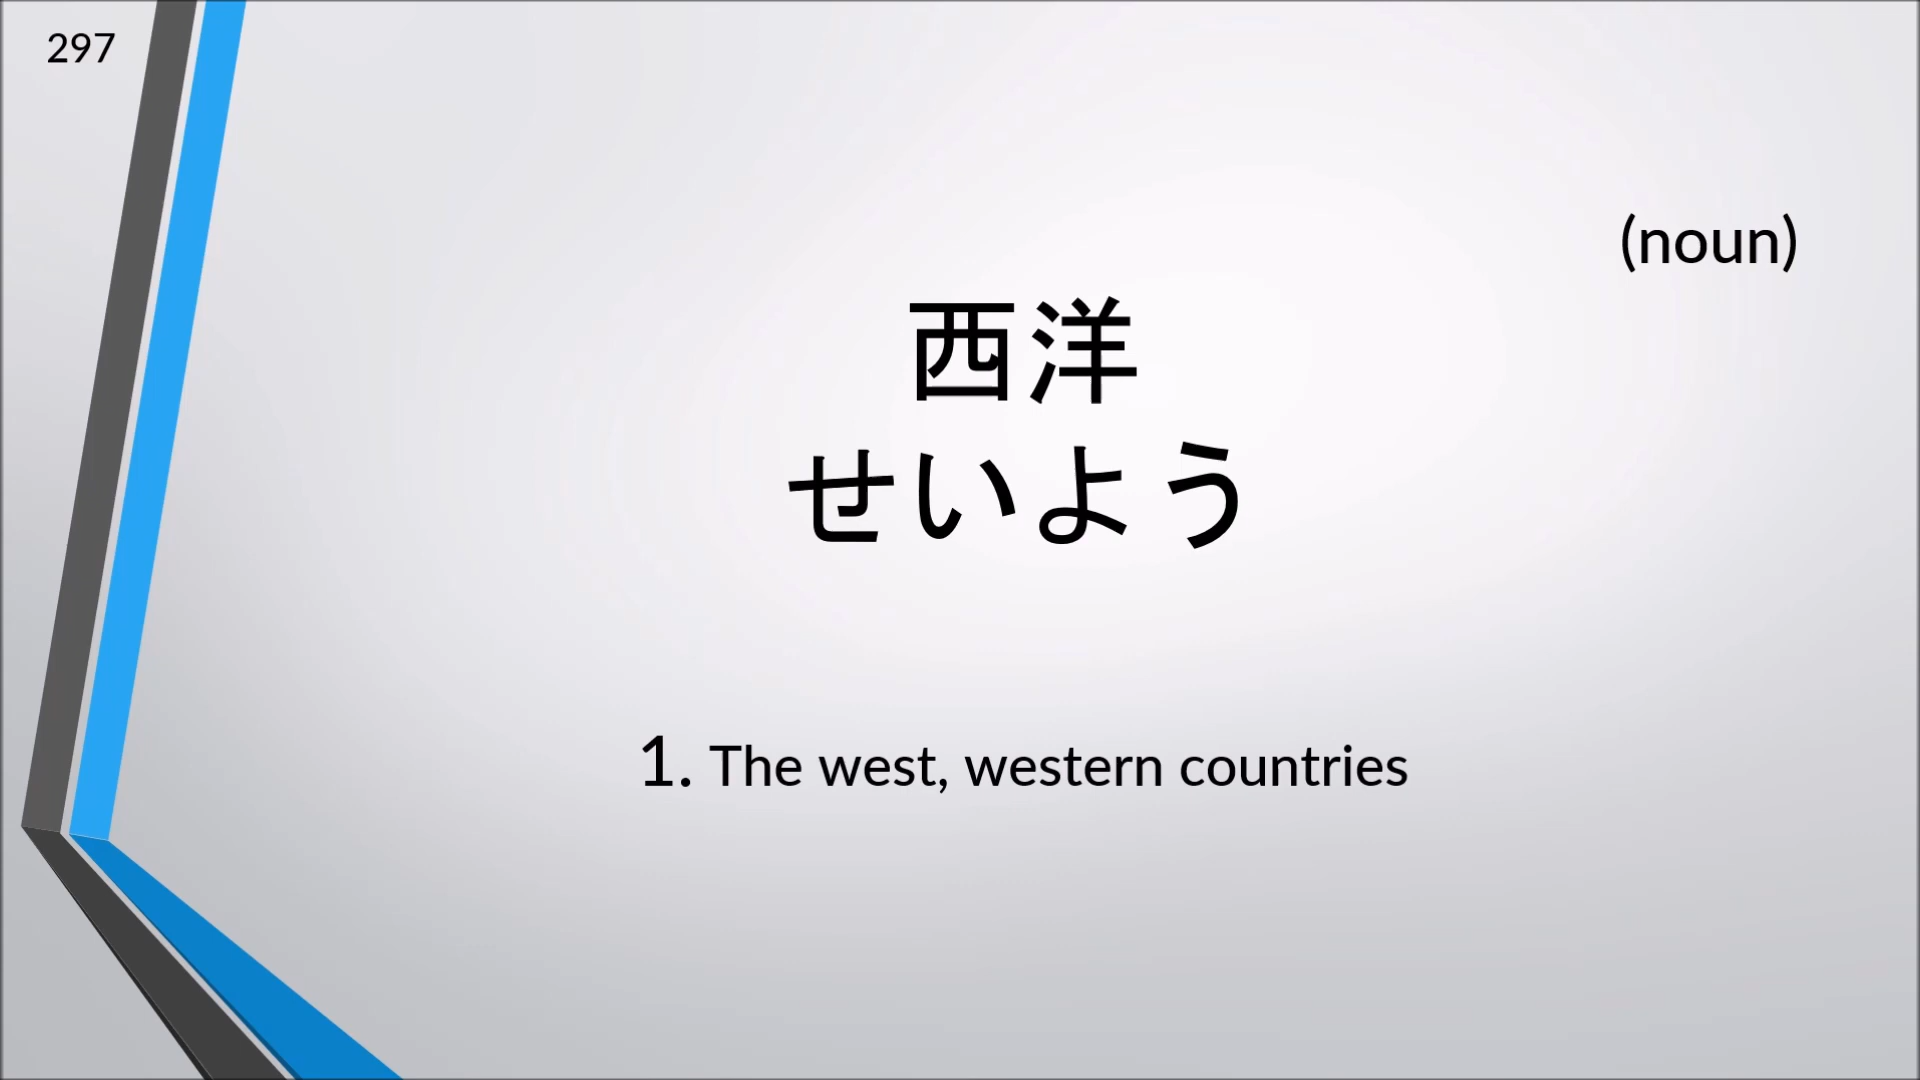 297
(noun)
西洋
せいよう
1. The west, western countries